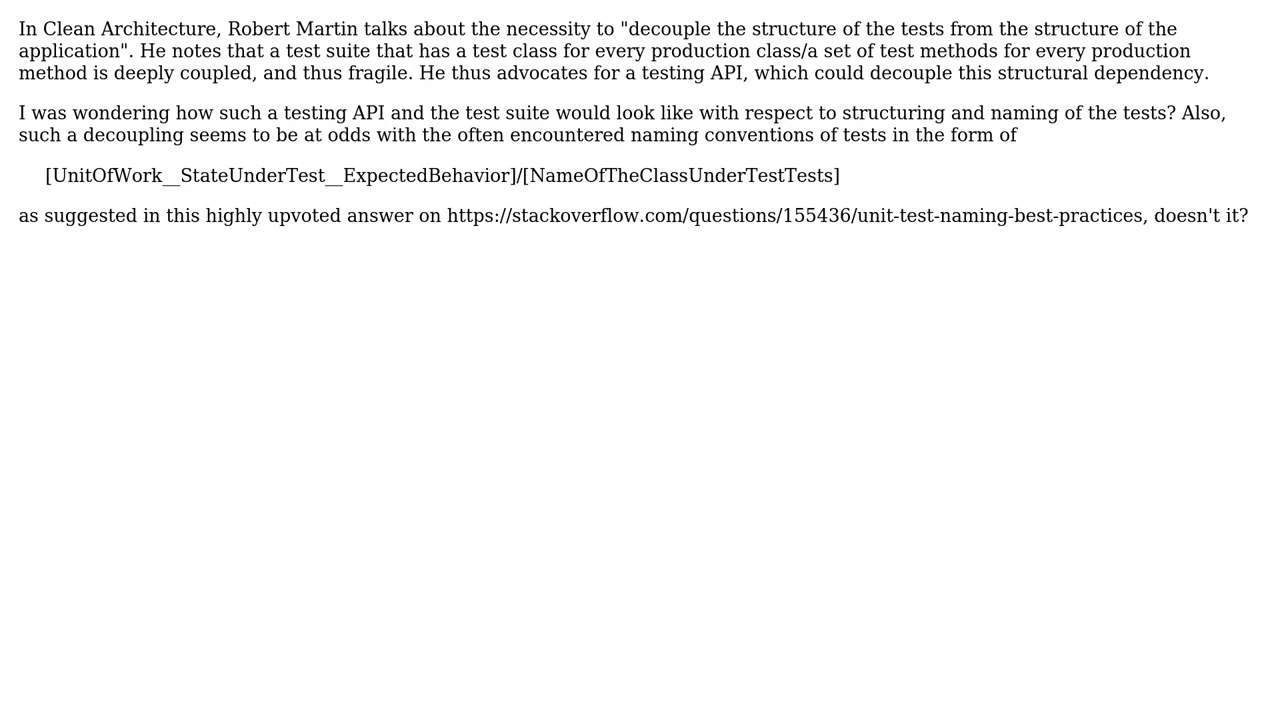 In Clean Architecture, Robert Martin talks about the necessity to "decouple the structure of the tests from the structure of the
application". He notes that a test suite that has a test class for every production class/a set of test methods for every production
method is deeply coupled, and thus fragile. He thus advocates for a testing API, which could decouple this structural dependency.
I was wondering how such a testing API and the test suite would look like with respect to structuring and naming of the tests? Also,
such a decoupling seems to be at odds with the often encountered naming conventions of tests in the form of
[UnitOfWork__StateUnderTest__ExpectedBehavior]/[NameOfTheClassUnderTestTests]
as suggested in this highly upvoted answer on https://stackoverflow.com/questions/155436/unit-test-naming-best-practices, doesn't it?